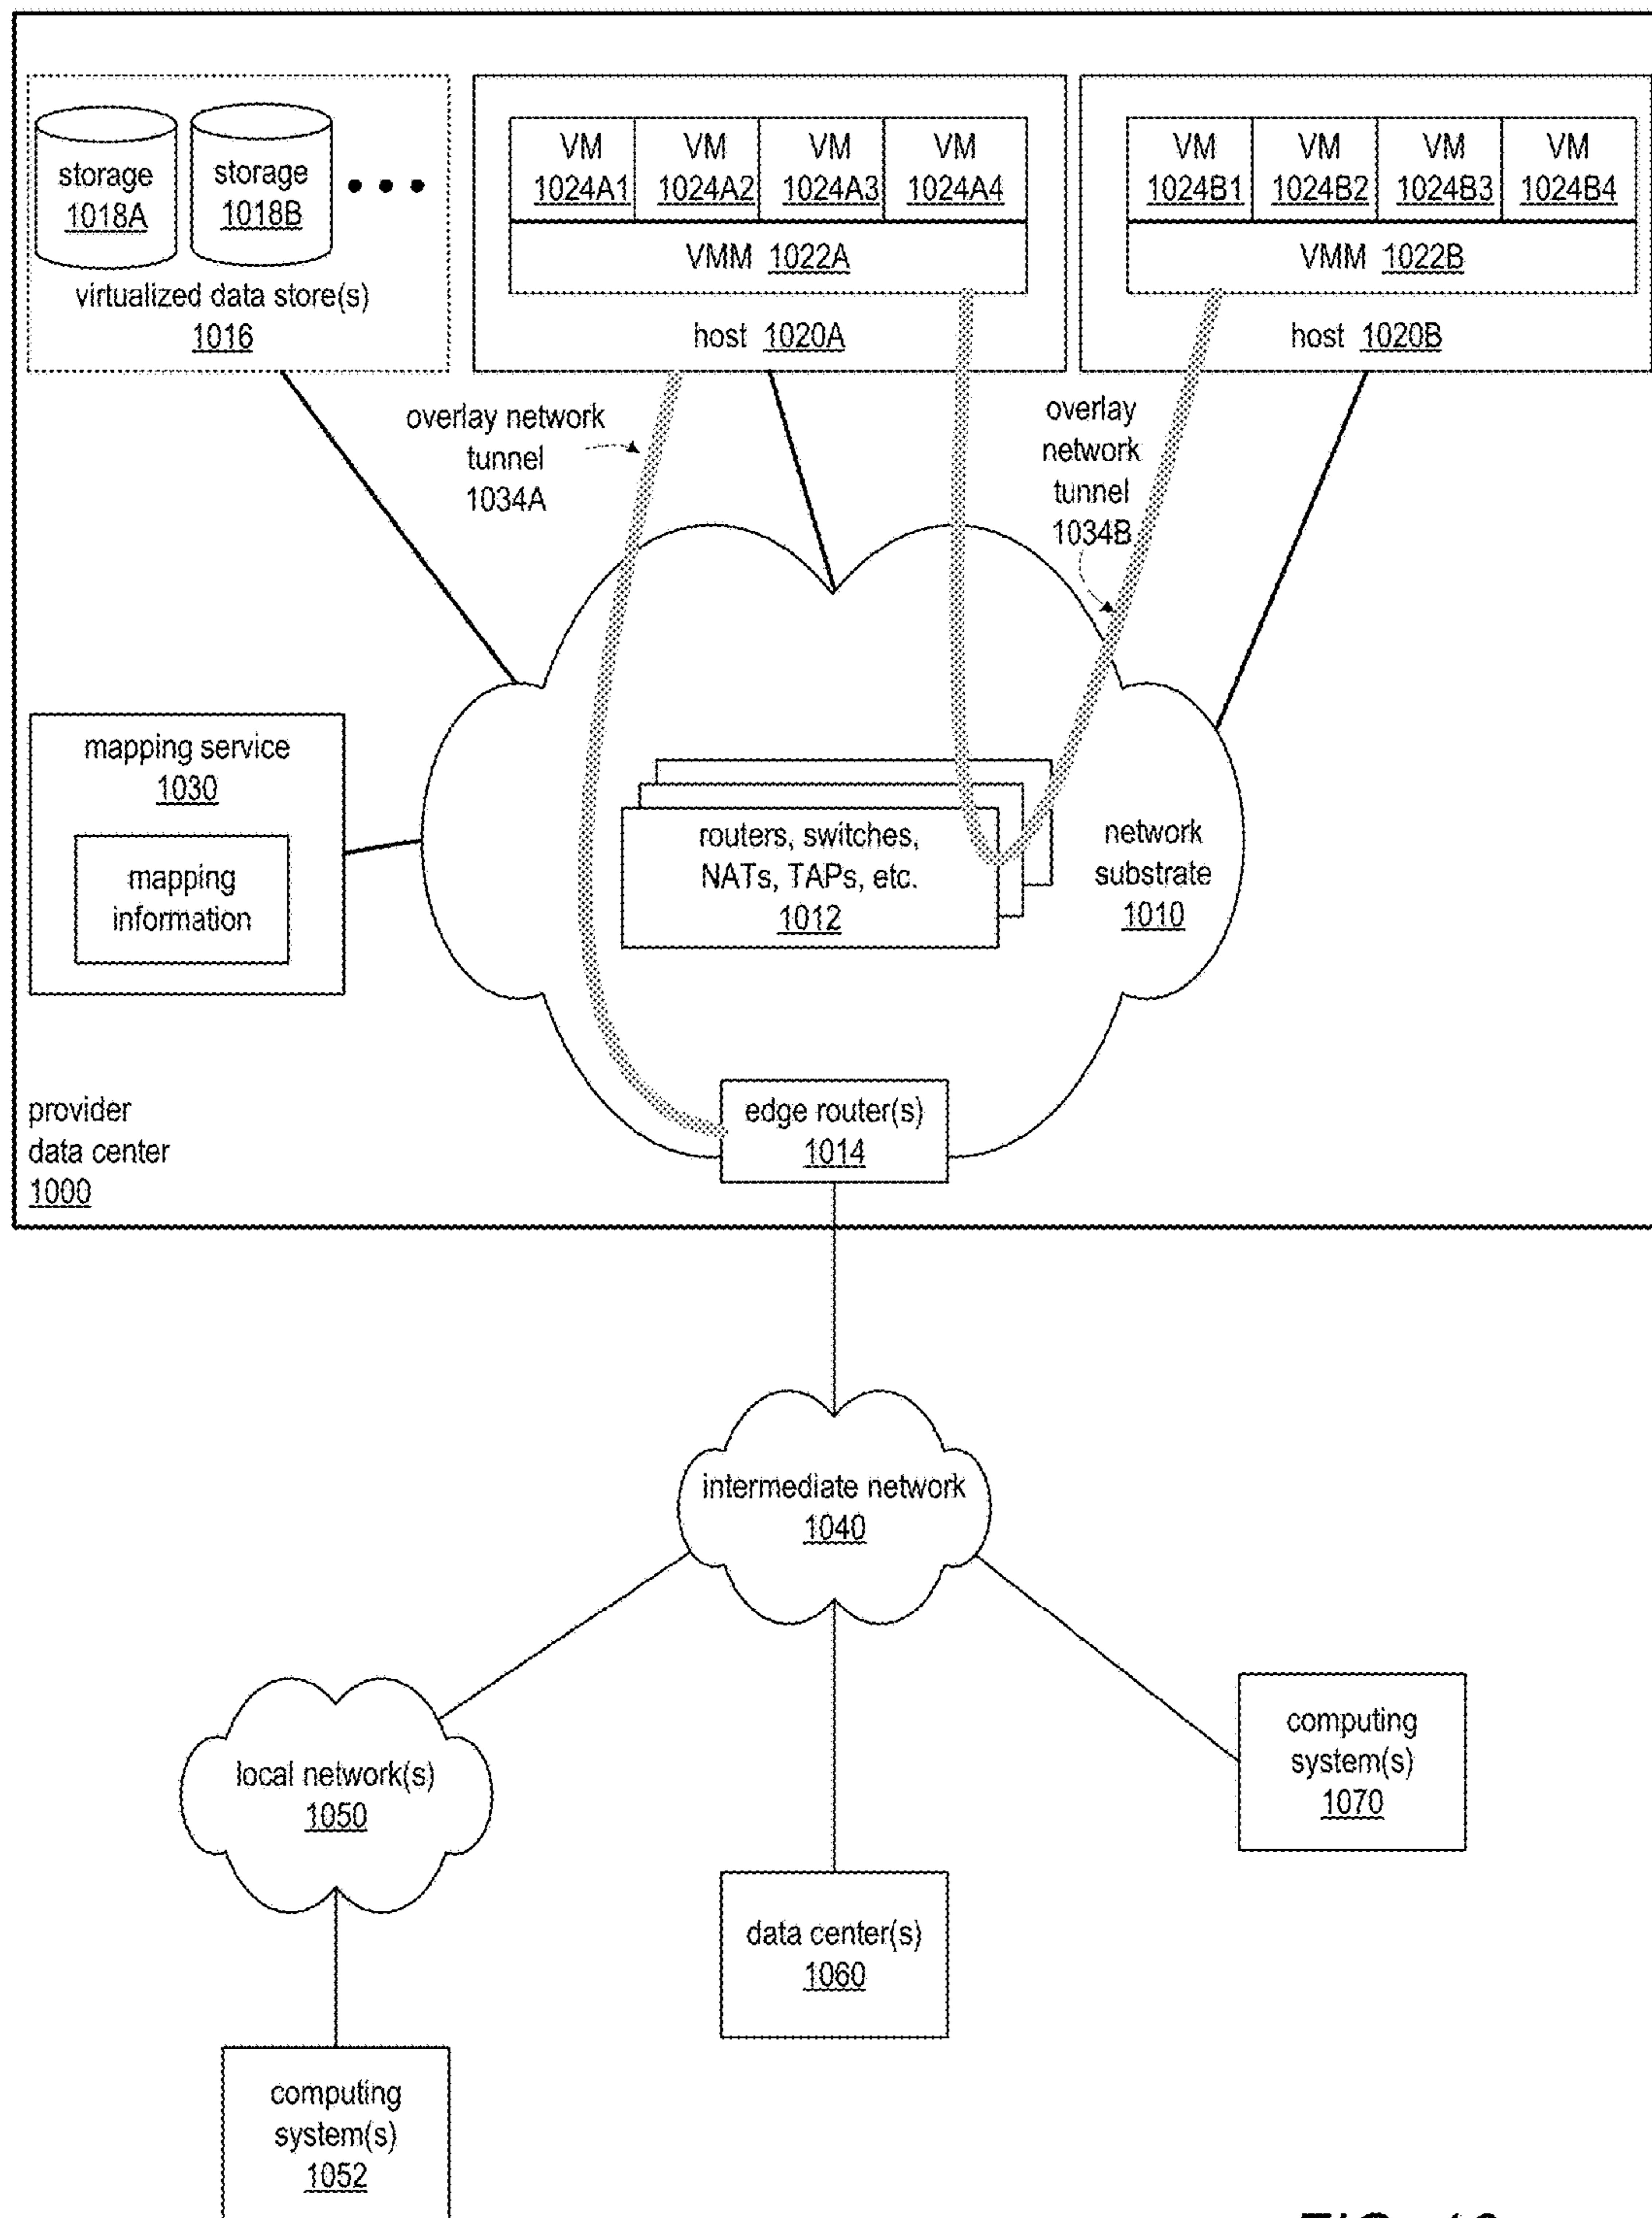 storage
1018A
storage
1018B
virtualized data store(s)
1016
VM
1024A1
VM
1024A2
VM
1024A3
VM
1024A4
VMM 1022A
host 1020A
VM
1024B1
VM
1024B2
VM
1024B3
VM
1024B4
VMM 1022B
host 1020B
overlay network
tunnel
1034A
overlay
network
tunnel
1034B
mapping service
1030
mapping
information
routers, switches,
NATs, TAPs, etc.
1012
network
substrate
1010
edge router(s)
1014
provider
data center
1000
intermediate network
1040
local network(s)
1050
computing
system(s)
1070
data center(s)
1060
computing
system(s)
1052